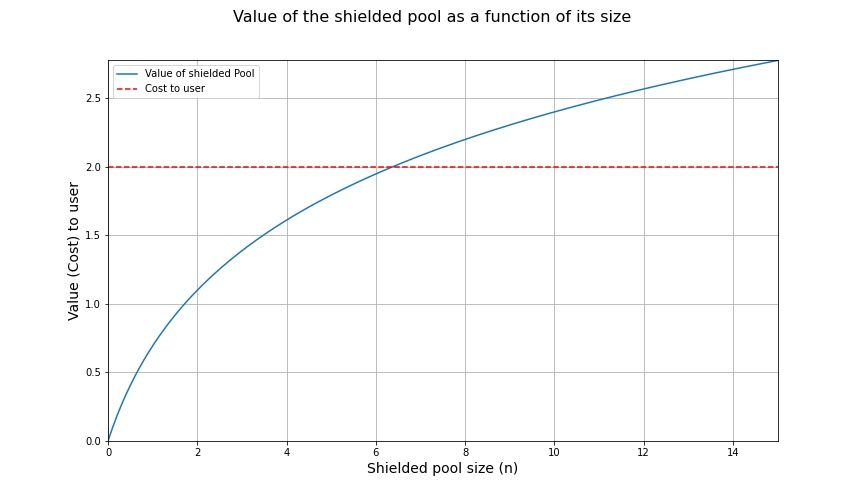 Value of the shielded pool as a function of its size
Value of shielded Pool
Cost to user
Value (Cost) to user
2.5
2.0
1.5
1.0
0.5
0.0
0 2 4 6 8 10 12 14
Shielded pool size (n)